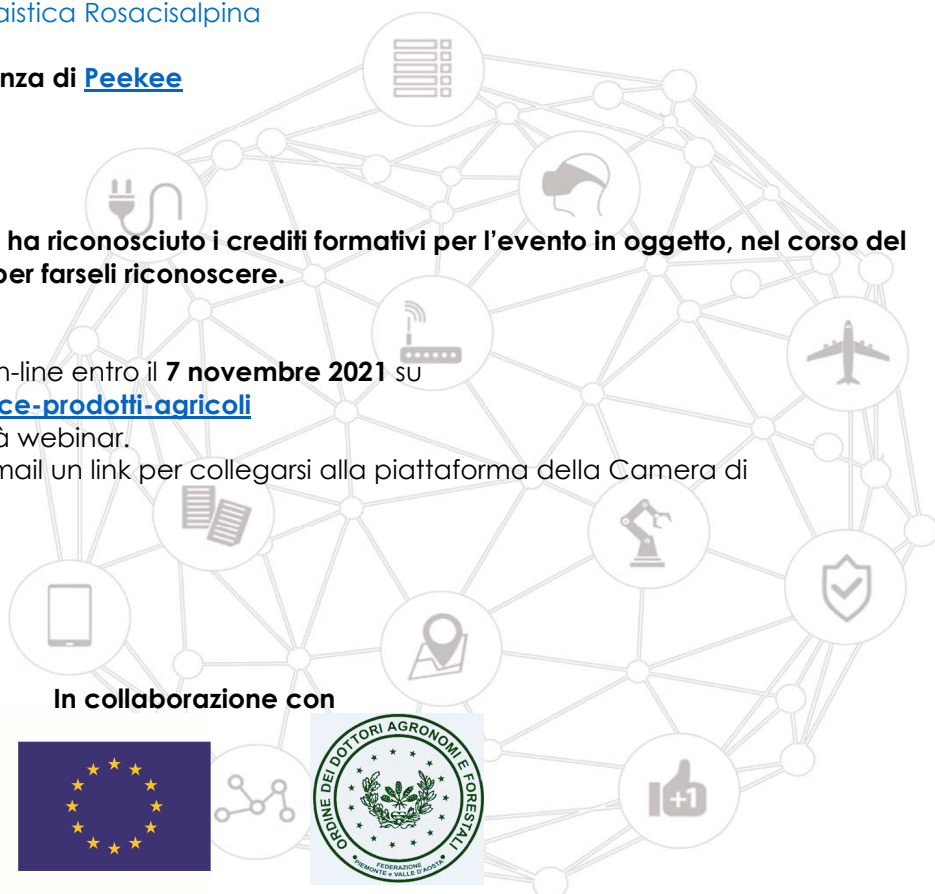 aistica Rosacisalpina
nza di Peekee
ha riconosciuto i crediti formativi per l'evento in oggetto, nel corso del
per farseli riconoscere.
n-line entro il 7 novembre 2021 su
ce-prodotti-agricoli
à webinar.
mail un link per collegarsi alla piattaforma della Camera di
In collaborazione con
ORDINE DEI DOTTORI AGRONOMI E FORESTALI
FEDERAZIONE
PIEMONTE e VALLE D'AOSTA
+1